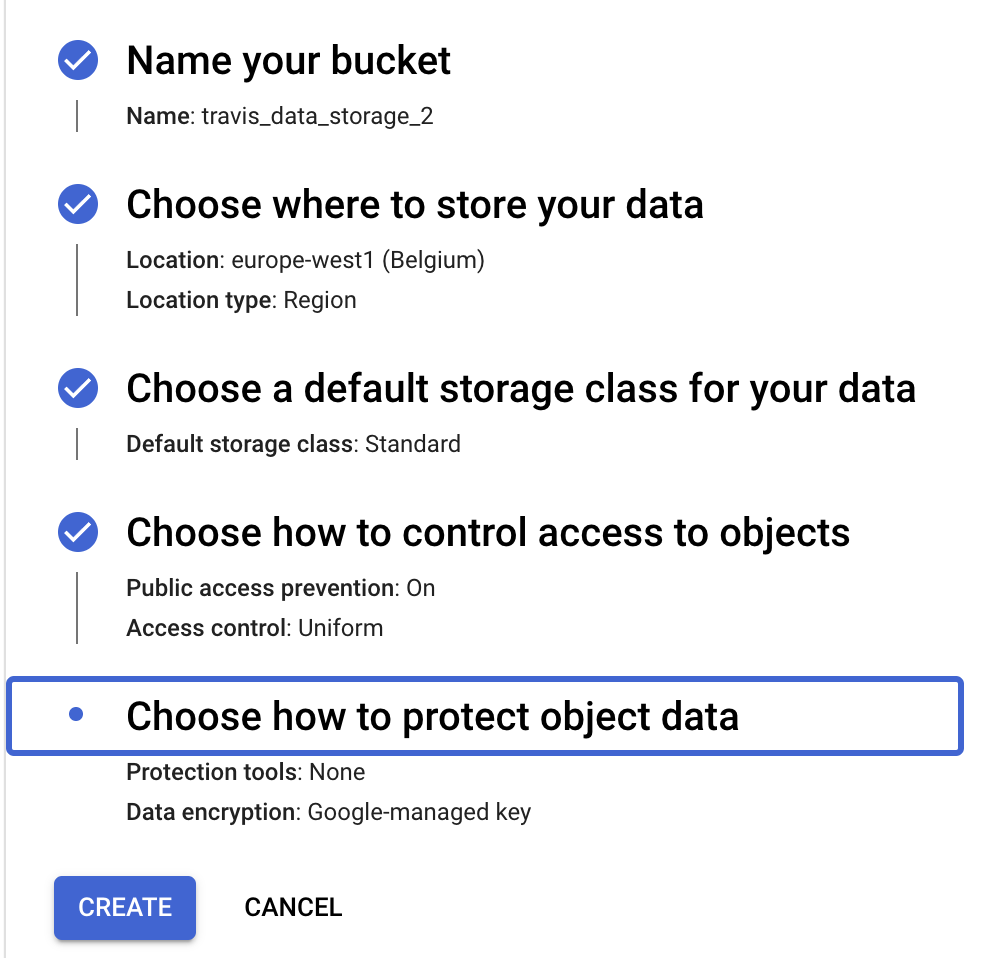 Name your bucket
Name: travis_data_storage_2
Choose where to store your data
Location: europe-west1 (Belgium)
Location type: Region
Choose a default storage class for your data
Default storage class: Standard
Choose how to control access to objects
Public access prevention: On
Access control: Uniform
Choose how to protect object data
Protection tools: None
Data encryption: Google-managed key
CREATE CANCEL